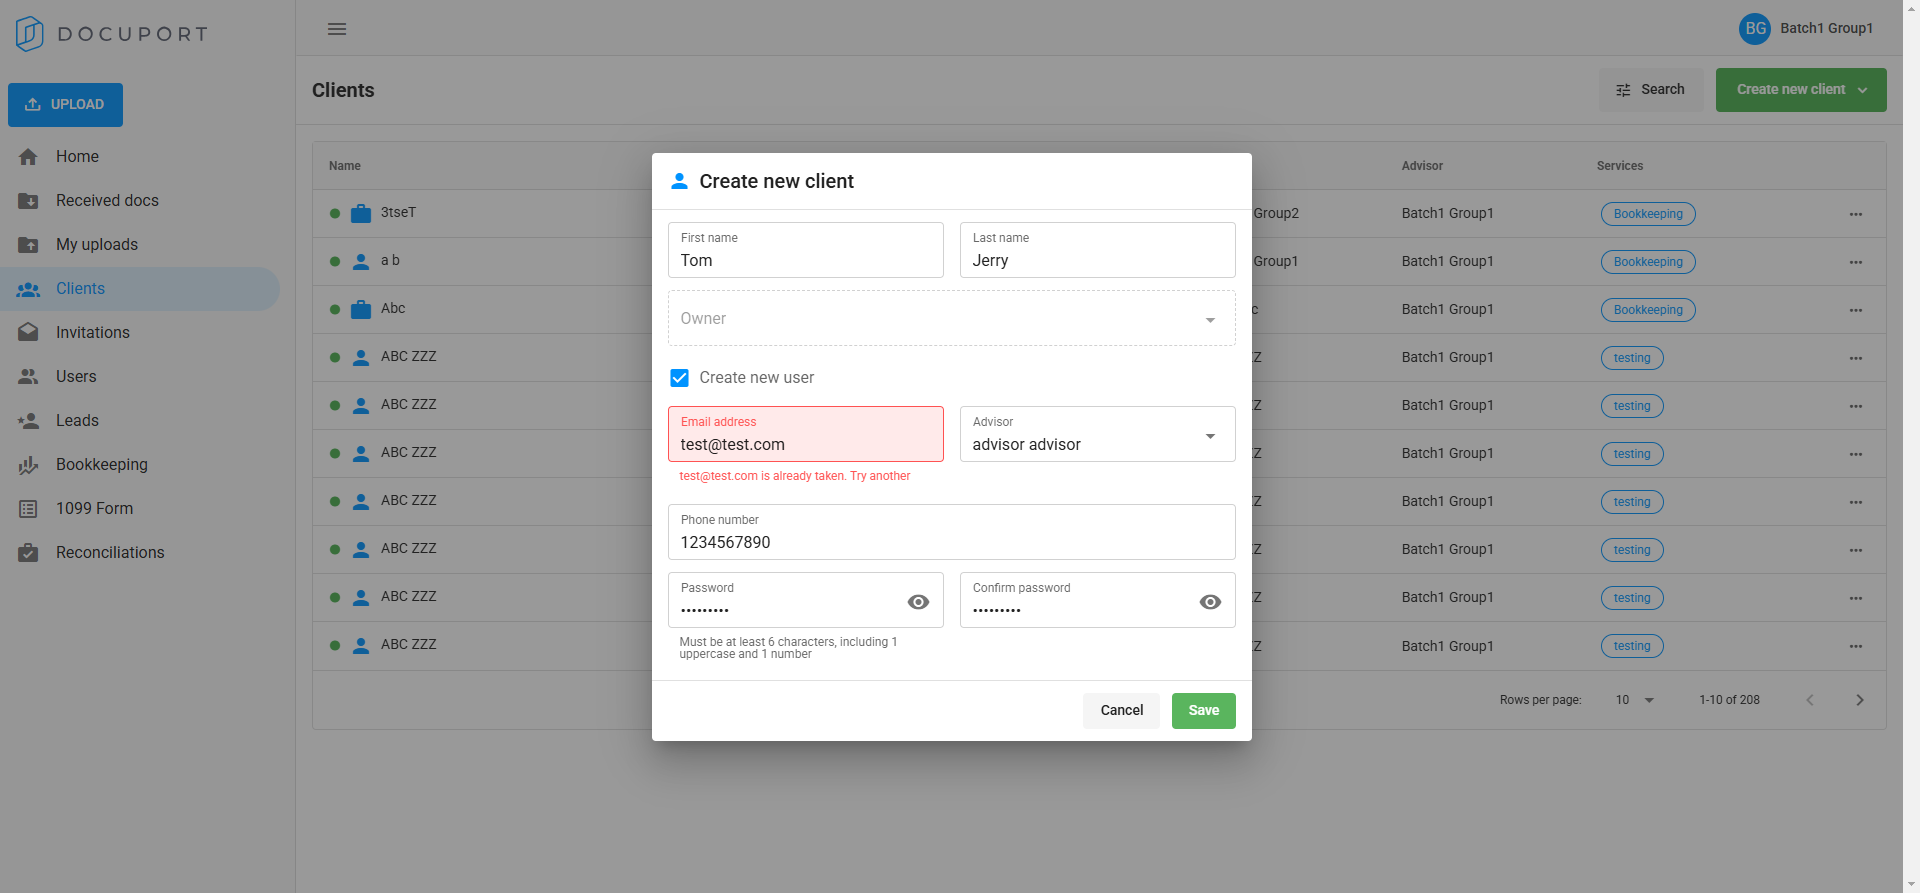 DOCUPORT
BG Batch1 Group1
UPLOAD
Home
Received docs
My uploads
Clients
Invitations
Users
Leads
Bookkeeping
1099 Form
Reconciliations
Clients
Search
Create new client
Name
Advisor
Services
3tseT
Group2
Batch1 Group1
Bookkeeping
a b
Group1
Batch1 Group1
Bookkeeping
Abc
c
Batch1 Group1
Bookkeeping
ABC ZZZ
Z
Batch1 Group1
testing
ABC ZZZ
Z
Batch1 Group1
testing
ABC ZZZ
Z
Batch1 Group1
testing
ABC ZZZ
Z
Batch1 Group1
testing
ABC ZZZ
Z
Batch1 Group1
testing
ABC ZZZ
Z
Batch1 Group1
testing
ABC ZZZ
Z
Batch1 Group1
testing
Rows per page:
10
1-10 of 208
Create new client
First name
Tom
Last name
Jerry
Owner
Create new user
Email address
test@test.com
test@test.com is already taken. Try another
Advisor
advisor advisor
Phone number
1234567890
Password
•••••••••
Confirm password
•••••••••
Must be at least 6 characters, including 1
uppercase and 1 number
Cancel
Save